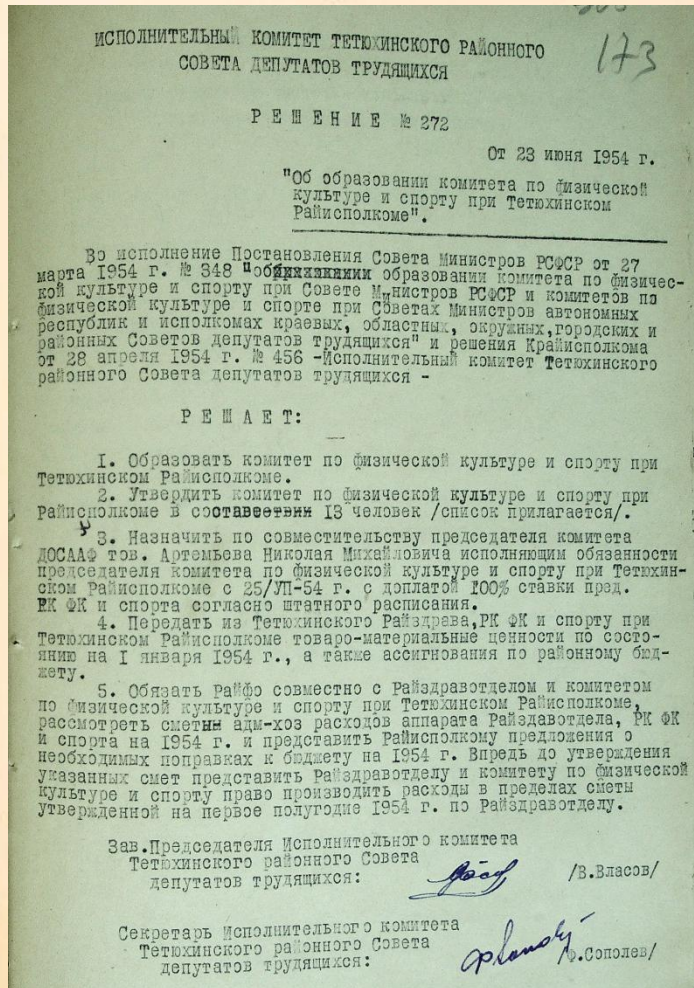 173
ИСПОЛНИТЕЛЬНЫЙ КОМИТЕТ ТЕТЮХИНСКОГО РАЙОННОГО
СОВЕТА ДЕПУТАТОВ ТРУДЯЩИХСЯ
Р Е Ш Е Н И Е № 272
От 23 июня 1954 г.
"Об образовании комитета по физической
культуре и спорту при Тетюхинском
Райисполкоме".
Во исполнение Постановления Совета Министров РСФСР от 27
марта 1954 г. № 348 "об образовании комитета по физичес-
кой культуре и спорту при Совете Министров РСФСР и комитетов по
физической культуре и спорте при Советах Министров автономных
республик и исполкомах краевых, областных, окружных,городских и
районных Советов депутатов трудящихся" и решения Крайисполкома
от 28 апреля 1954 г. № 456 -Исполнительный комитет Тетюхинского
районного Совета депутатов трудящихся -
Р Е Ш А Е Т:
I. Образовать комитет по физической культуре и спорту при
Тетюхинском Райисполкоме.
2. Утвердить комитет по физической культуре и спорту при
Райисполкоме в составе 13 человек /список прилагается/.
3. Назначить по совместительству председателя комитета
ДОСААФ тов. Артемьева Николая Михайловича исполняющим обязанности
председателя комитета по физической культуре и спорту при Тетюхин-
ском Райисполкоме с 25/УП-54 г. с доплатой 100% ставки пред.
РК ФК и спорта согласно штатного расписания.
4. Передать из Тетюхинского Райздрава,РК ФК и спорту при
Тетюхинском Райисполкоме товаро-материальные ценности по состо-
янию на I января 1954 г., а также ассигнования по районному бюд-
жету.
5. Обязать Райфо совместно с Райздравотделом и комитетом
по физической культуре и спорту при Тетюхинском Райисполкоме,
рассмотреть сметы адм-хоз расходов аппарата Райздавотдела, РК ФК
и спорта на 1954 г. и представить Райисполкому предложения о
необходимых поправках к бюджету на 1954 г. Впредь до утверждения
указанных смет представить Райздравотделу и комитету по физической
культуре и спорту право производить расходы в пределах сметы
утвержденной на первое полугодие 1954 г. по Райздравотделу.
Зав.Председателя Исполнительного комитета
Тетюхинского районного Совета
депутатов трудящихся: /В.Власов/
Секретарь Исполнительного комитета
Тетюхинского районного Совета
депутатов трудящихся: /Ф.Сополев/